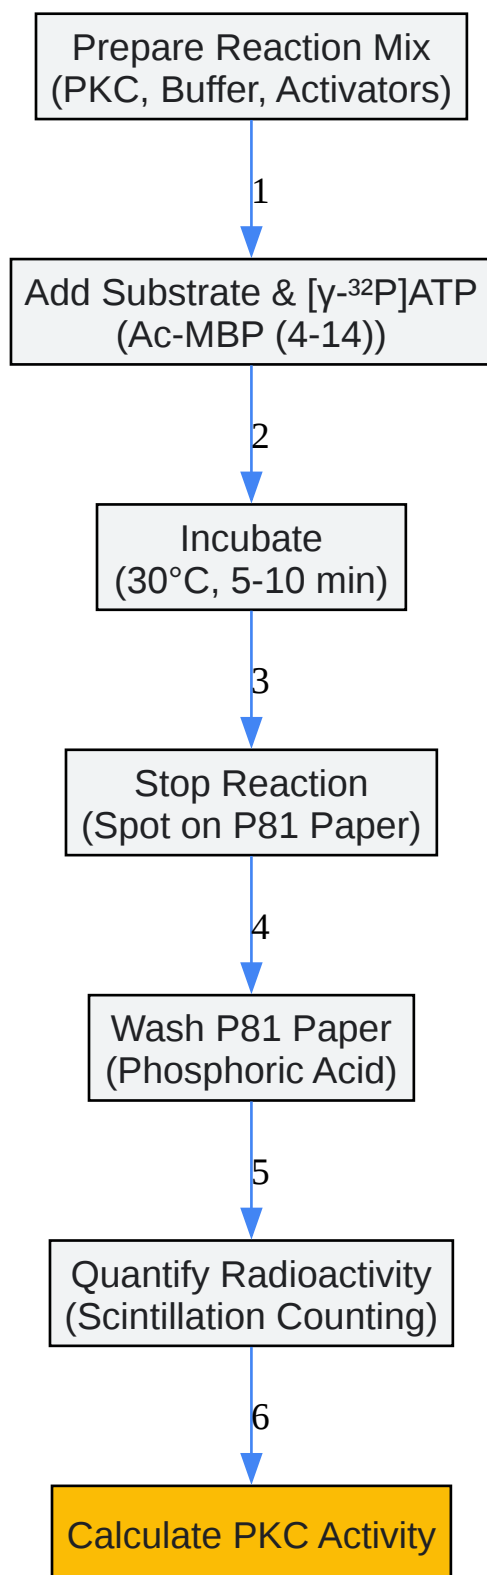 Prepare Reaction Mix
(PKC, Buffer, Activators)
1
Add Substrate & [γ-³²P]ATP
(Ac-MBP (4-14))
2
Incubate
(30°C, 5-10 min)
3
Stop Reaction
(Spot on P81 Paper)
4
Wash P81 Paper
(Phosphoric Acid)
5
Quantify Radioactivity
(Scintillation Counting)
6
Calculate PKC Activity